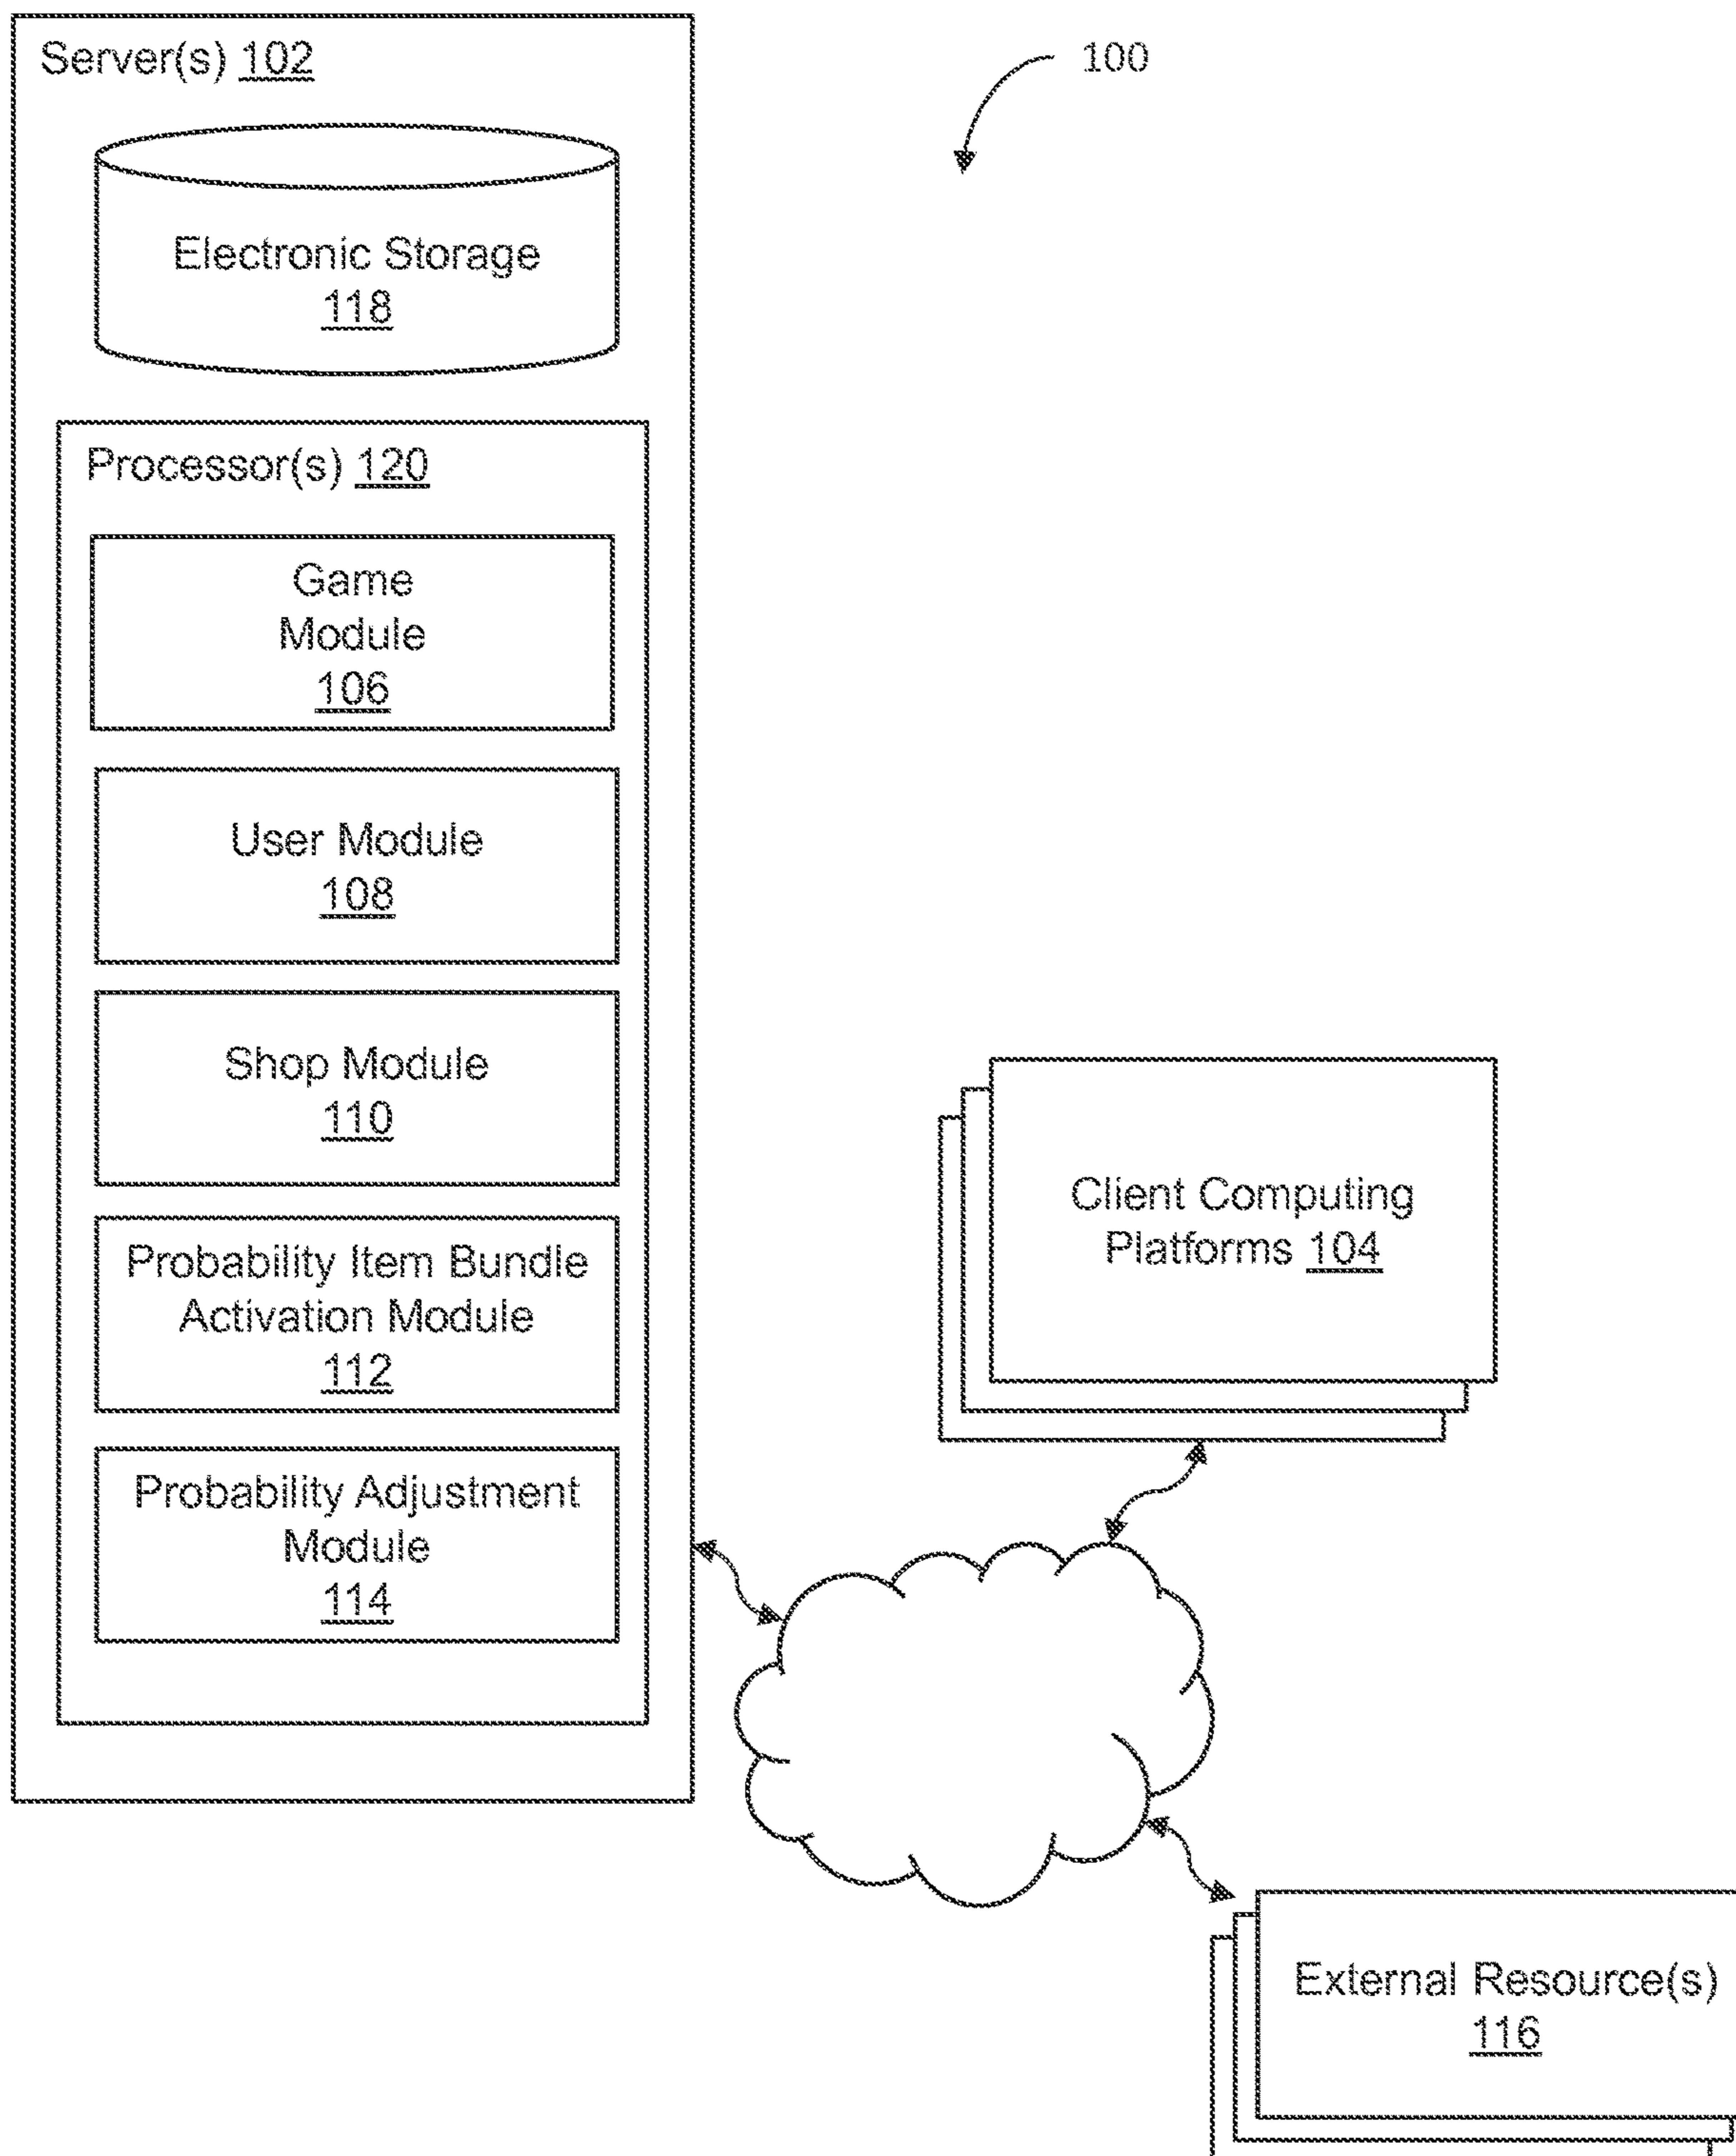 Server(s) 102
100
Electronic Storage
118
Processor(s) 120
Game
Module
106
User Module
108
Shop Module
110
Probability Item Bundle
Activation Module
112
Probability Adjustment
Module
114
Client Computing
Platforms 104
External Resource(s)
116